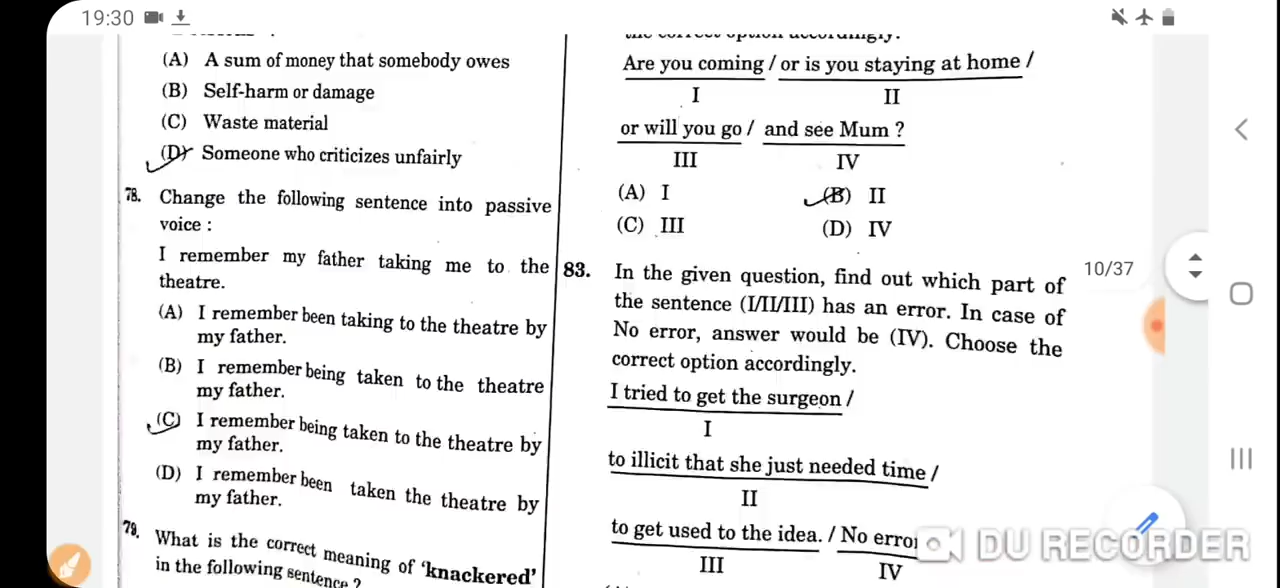 19:30
(A) A sum of money that somebody owes
(B) Self-harm or damage
(C) Waste material
(D) Someone who criticizes unfairly
78. Change the following sentence into passive
voice :
I remember my father taking me to the
theatre.
(A) I remember been taking to the theatre by
my father.
(B) I remember being taken to the theatre
my father.
(C) I remember being taken to the theatre by
my father.
(D) I remember been taken the theatre by
my father.
79. What is the correct meaning of ‘knackered’
in the following sentence ?
the correct option accordingly.
Are you coming / or is you staying at home /
I II
or will you go / and see Mum ?
III IV
(A) I (B) II
(C) III (D) IV
83. In the given question, find out which part of
the sentence (I/II/III) has an error. In case of
No error, answer would be (IV). Choose the
correct option accordingly.
I tried to get the surgeon /
I
to illicit that she just needed time /
II
to get used to the idea. / No erro
III IV
10/37
DU RECORDER